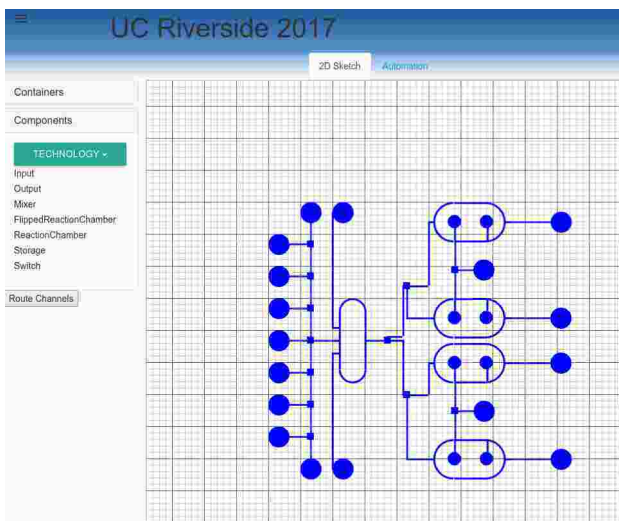 UC Riverside 2017
2D Sketch
Automation
Containers
Components
TECHNOLOGY
Input
Output
Mixer
FlippedReactionChamber
ReactionChamber
Storage
Switch
Route Channels